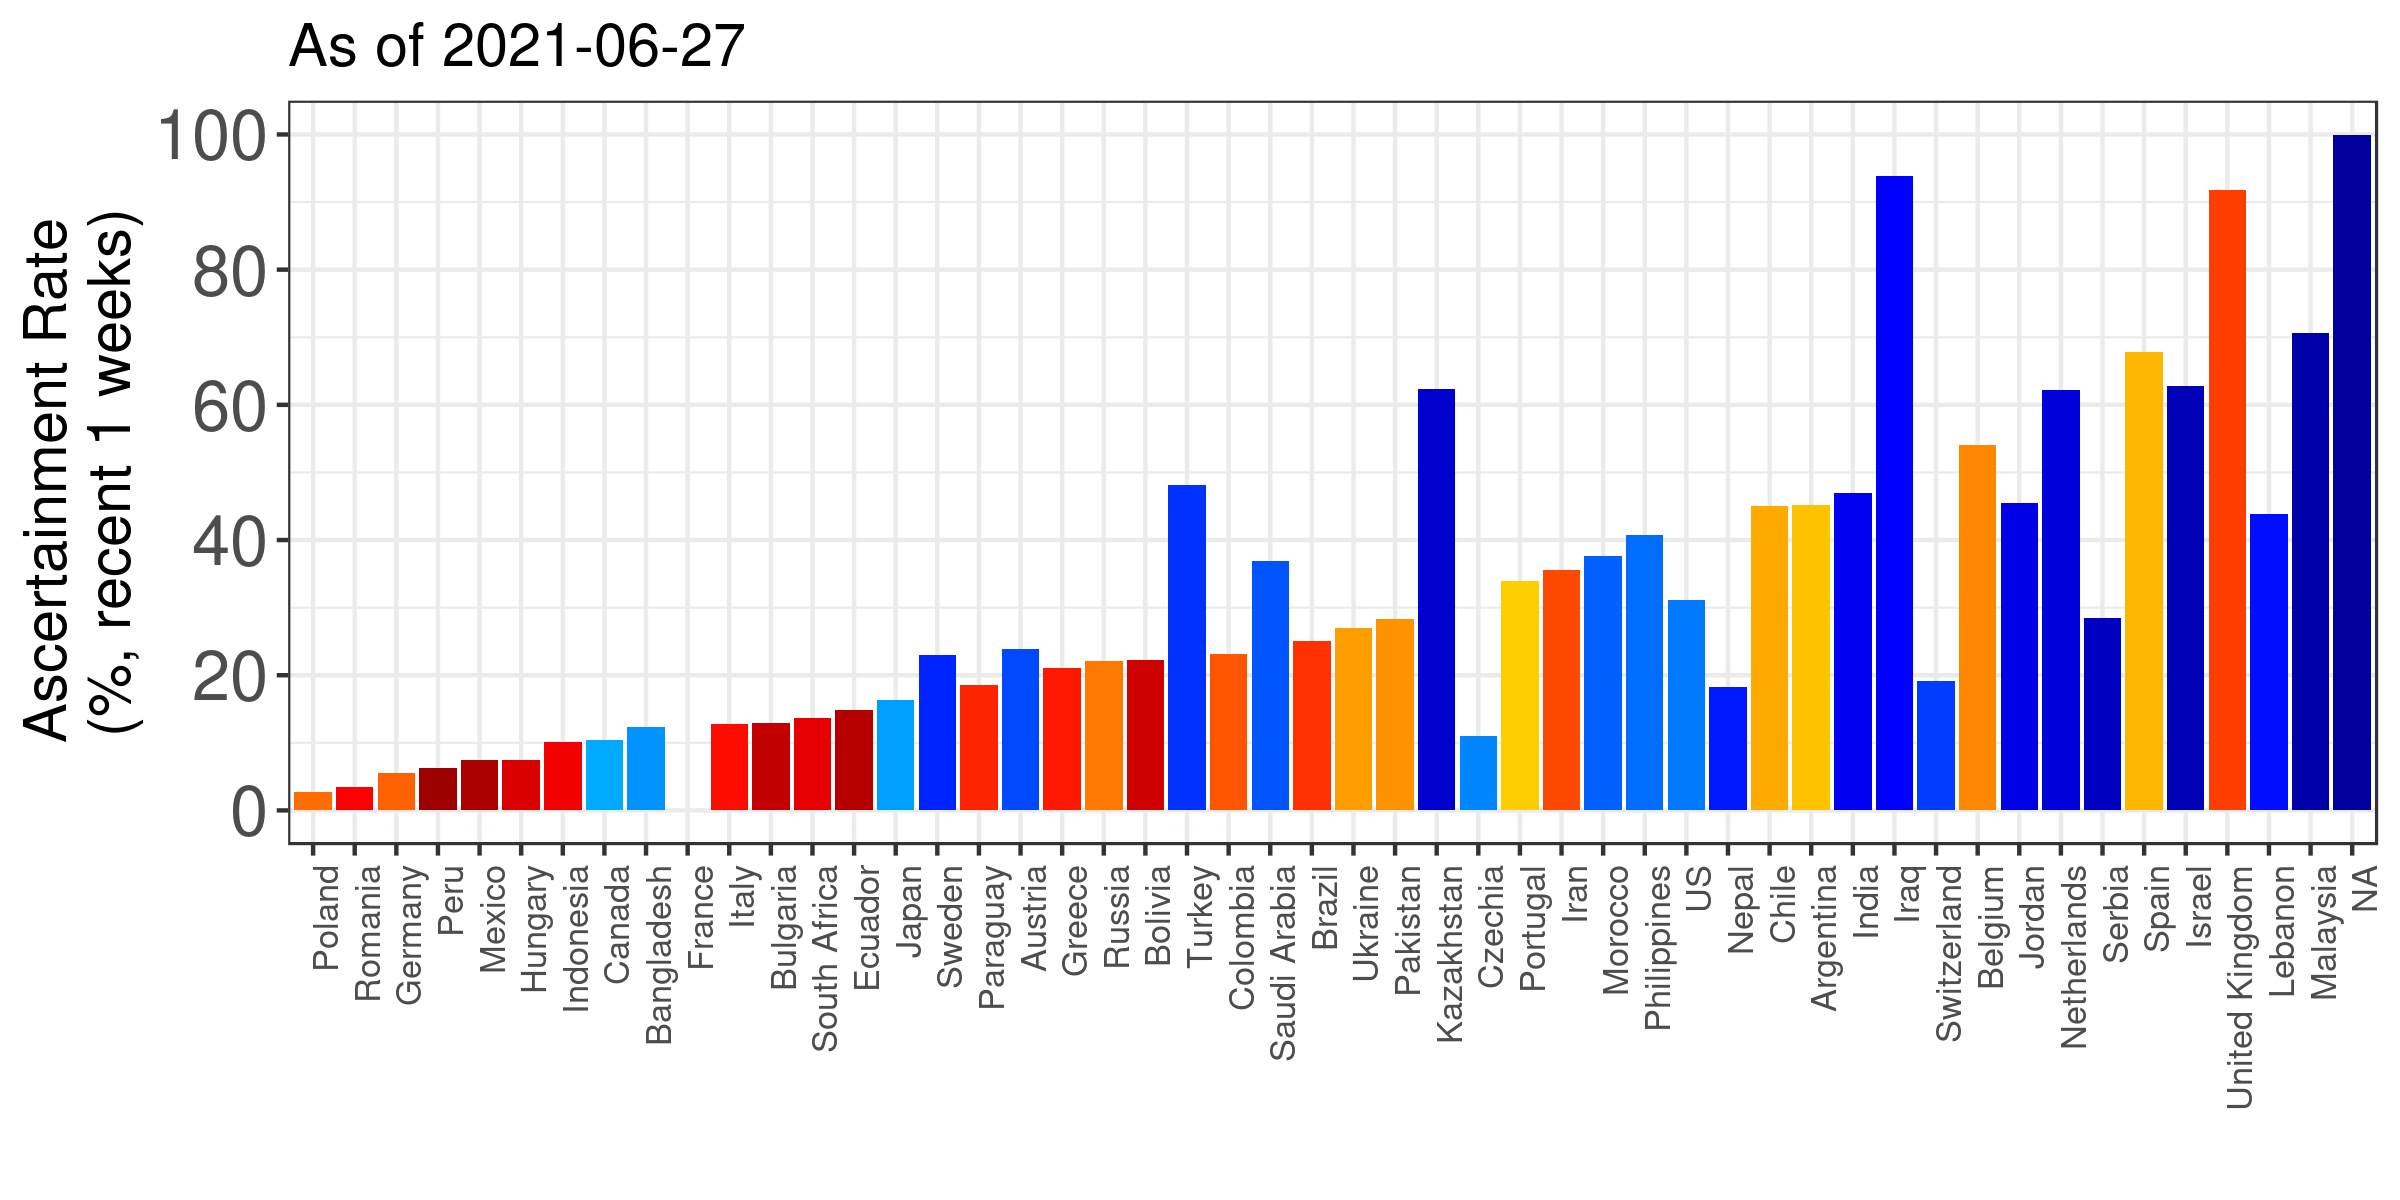 As of 2021-06-27
Ascertainment Rate
(%, recent 1 weeks)
100
80
60
40
20
0
Poland
Romania
Germany
Peru
Mexico
Hungary
Indonesia
Canada
Bangladesh
France
Italy
Bulgaria
South Africa
Ecuador
Japan
Sweden
Paraguay
Austria
Greece
Russia
Bolivia
Turkey
Colombia
Saudi Arabia
Brazil
Ukraine
Pakistan
Kazakhstan
Czechia
Portugal
Iran
Morocco
Philippines
US
Nepal
Chile
Argentina
India
Iraq
Switzerland
Belgium
Jordan
Netherlands
Serbia
Spain
Israel
United Kingdom
Lebanon
Malaysia
NA